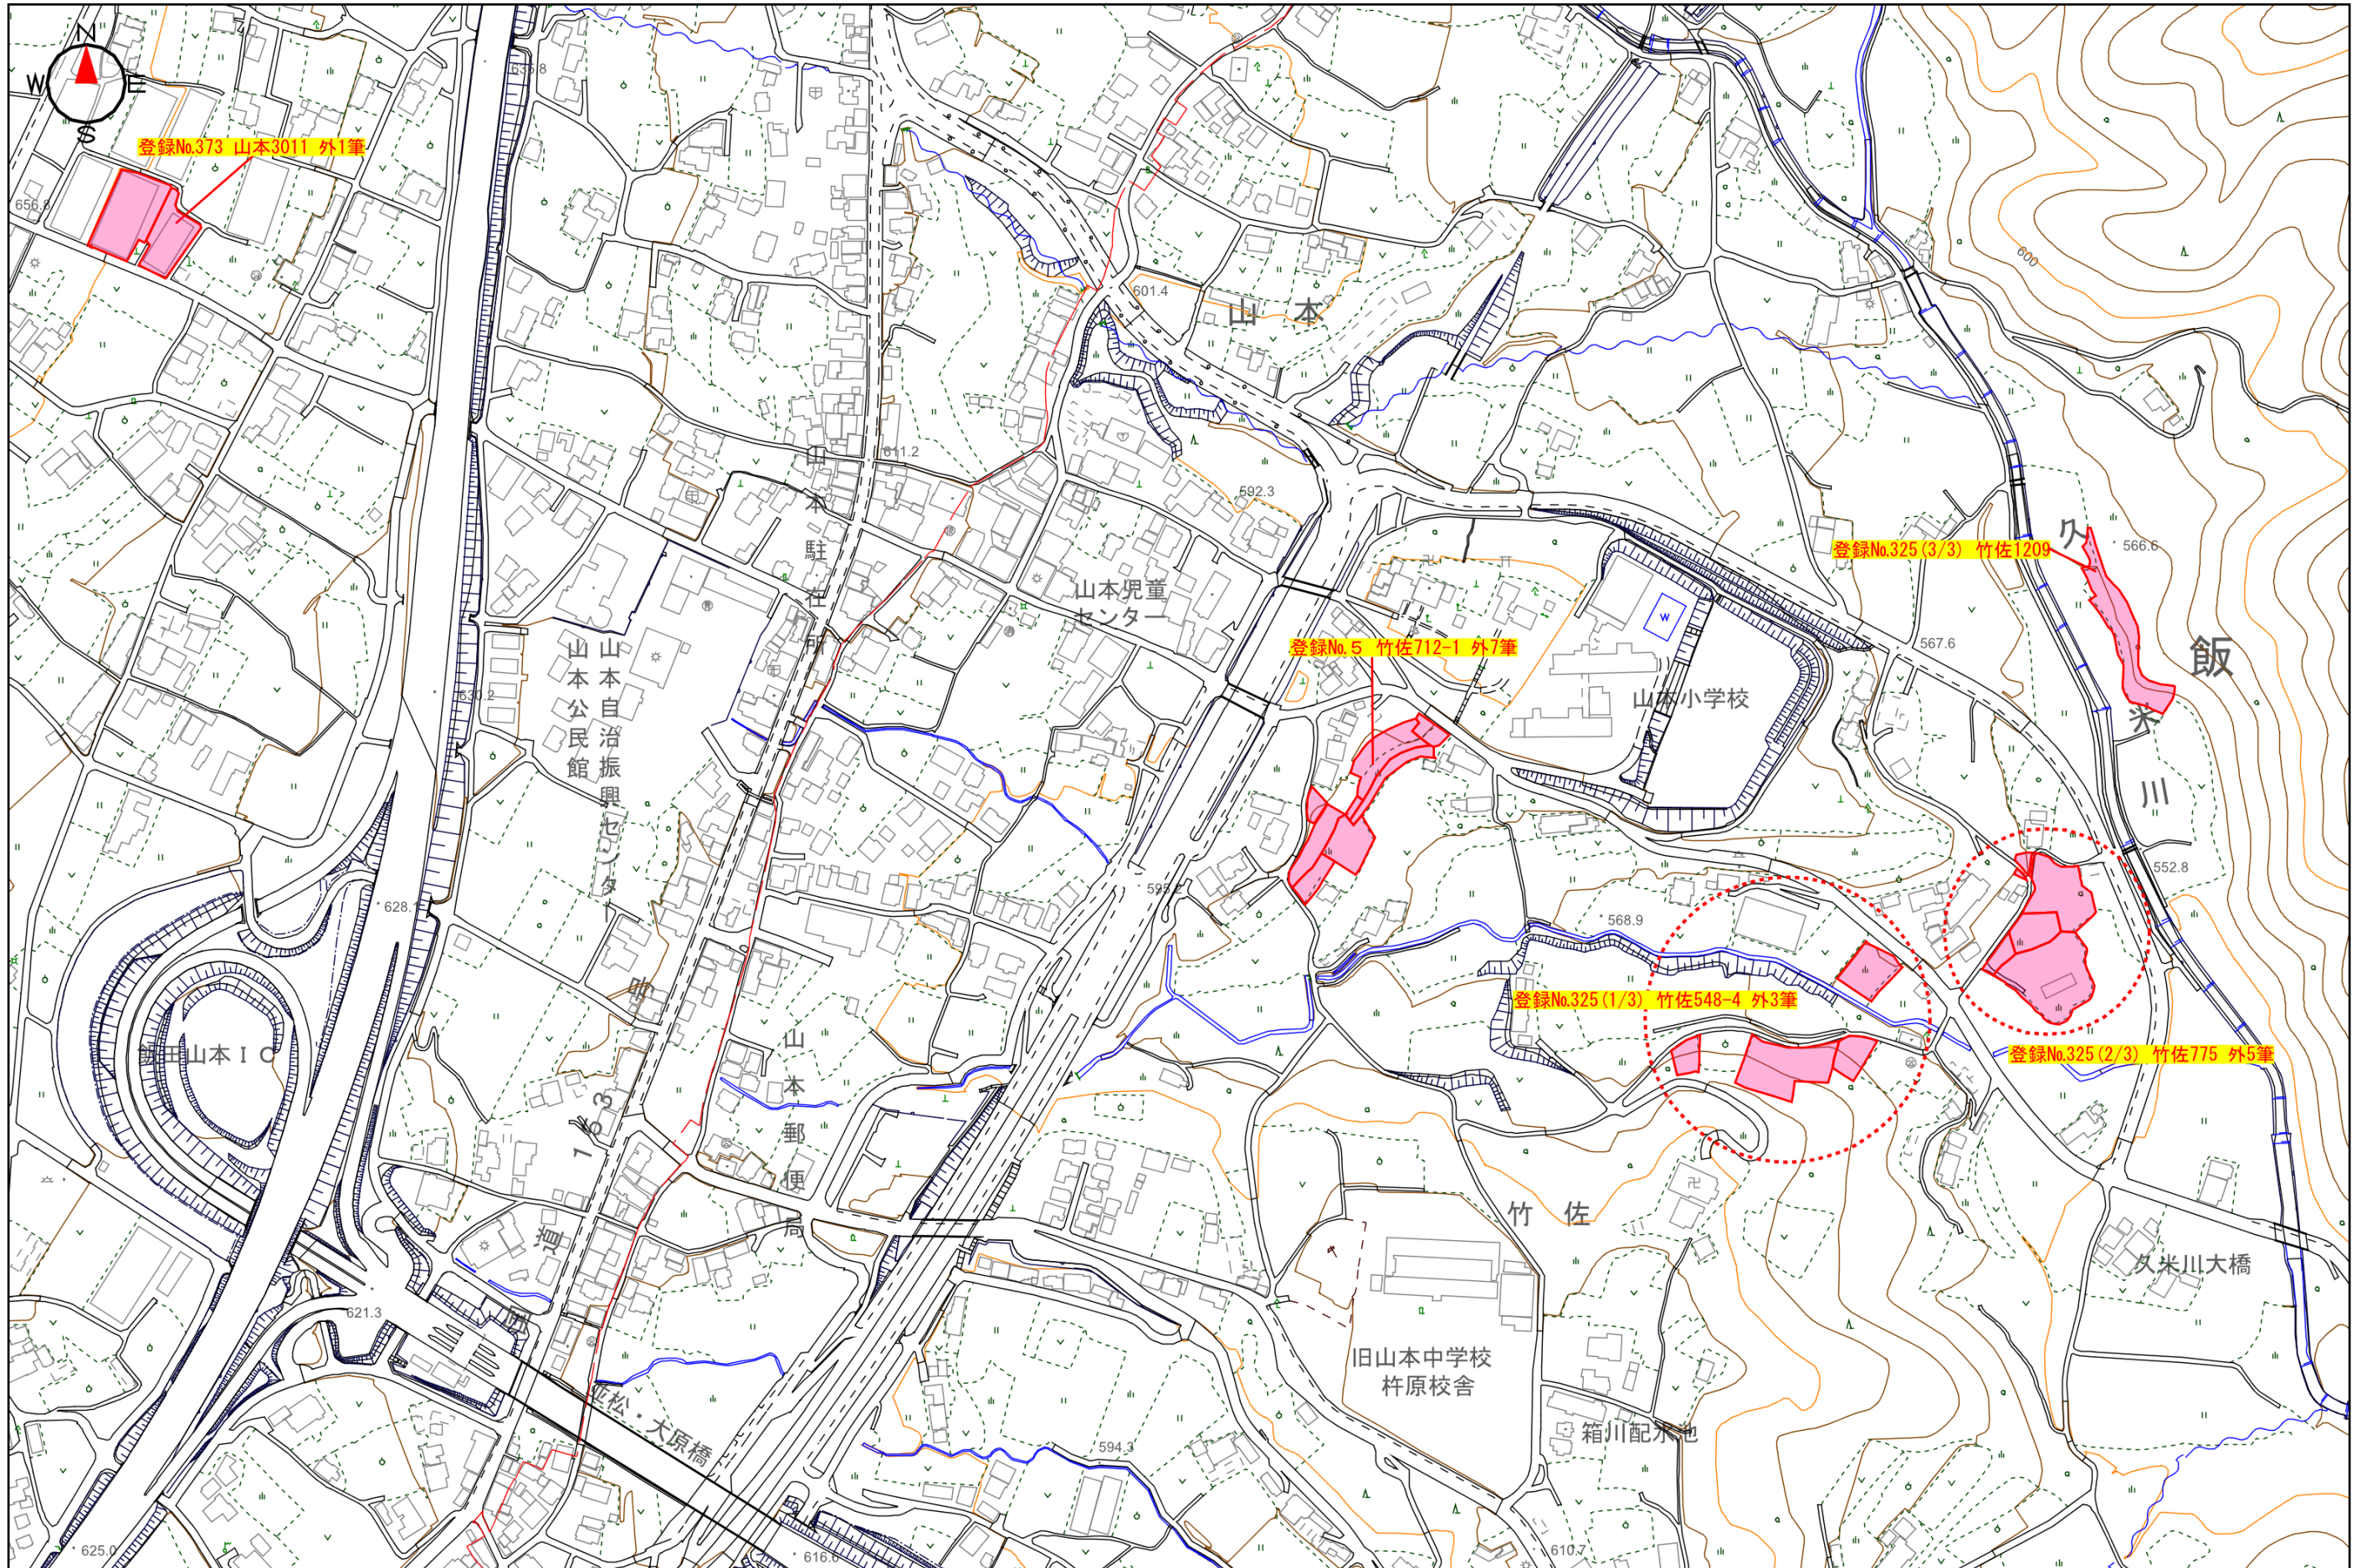 N
W E
S
635.8
登録No.373 山本3011 外1筆
656.8
601.4
山 本
600
611.2
592.3
山本駐在所
久米川
566.6
登録No.325(3/3) 竹佐1209
山本児童
センター
登録No.5 竹佐712-1 外7筆
W
567.6
飯
山本小学校
630.2
山本自治振興センター
山本公民館
552.8
595.2
628.1
568.9
登録No.325(1/3) 竹佐548-4 外3筆
飯田山本IC
登録No.325(2/3) 竹佐775 外5筆
山本郵便局
国道153号
竹 佐
久米川大橋
621.3
旧山本中学校
杵原校舎
並松・大原橋
箱川配水池
594.3
625.0
616.6
610.7